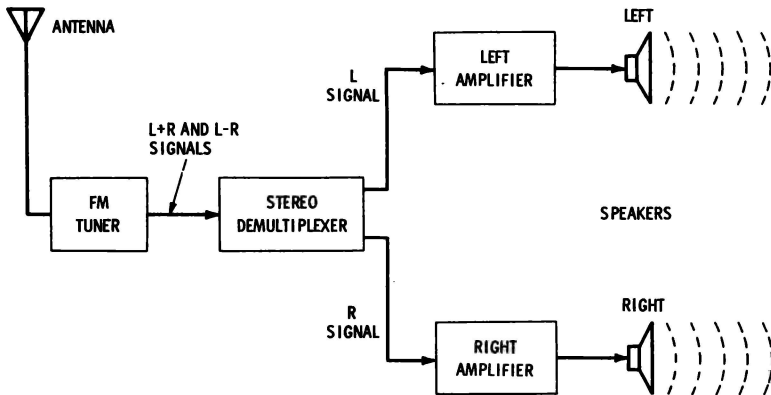 ANTENNA
L+R AND L-R
SIGNALS
FM
TUNER
STEREO
DEMULTIPLEXER
L
SIGNAL
LEFT
AMPLIFIER
LEFT
SPEAKERS
R
SIGNAL
RIGHT
AMPLIFIER
RIGHT